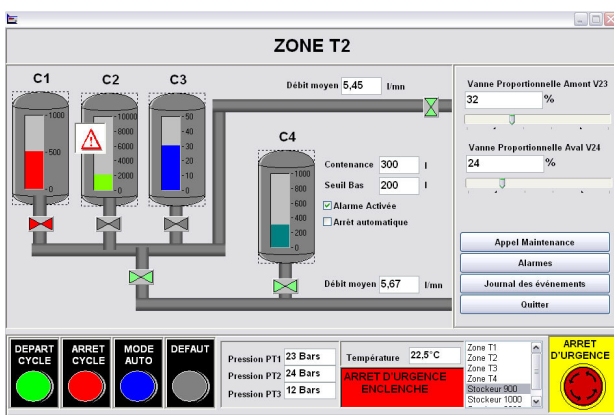 ZONE T2
C1
C2
C3
Débit moyen 5,45 l/mn
1000
500
0
10000
8000
6000
4000
2000
0
50
40
30
20
10
0
C4
1000
800
600
400
200
0
Contenance 300 l
Seuil Bas 200 l
Alarme Activée
Arrèt automatique
Débit moyen 5,67 l/mn
Vanne Proportionnelle Amont V23
32 %
Vanne Proportionnelle Aval V24
24 %
Appel Maintenance
Alarmes
Journal des événements
Quitter
DEPART CYCLE
ARRET CYCLE
MODE AUTO
DEFAUT
Pression PT1 23 Bars
Pression PT2 24 Bars
Pression PT3 12 Bars
Température 22,5°C
ARRET D'URGENCE
ENCLENCHE
Zone T1
Zone T2
Zone T3
Zone T4
Stockeur 900
Stockeur 1000
ARRET
D'URGENCE